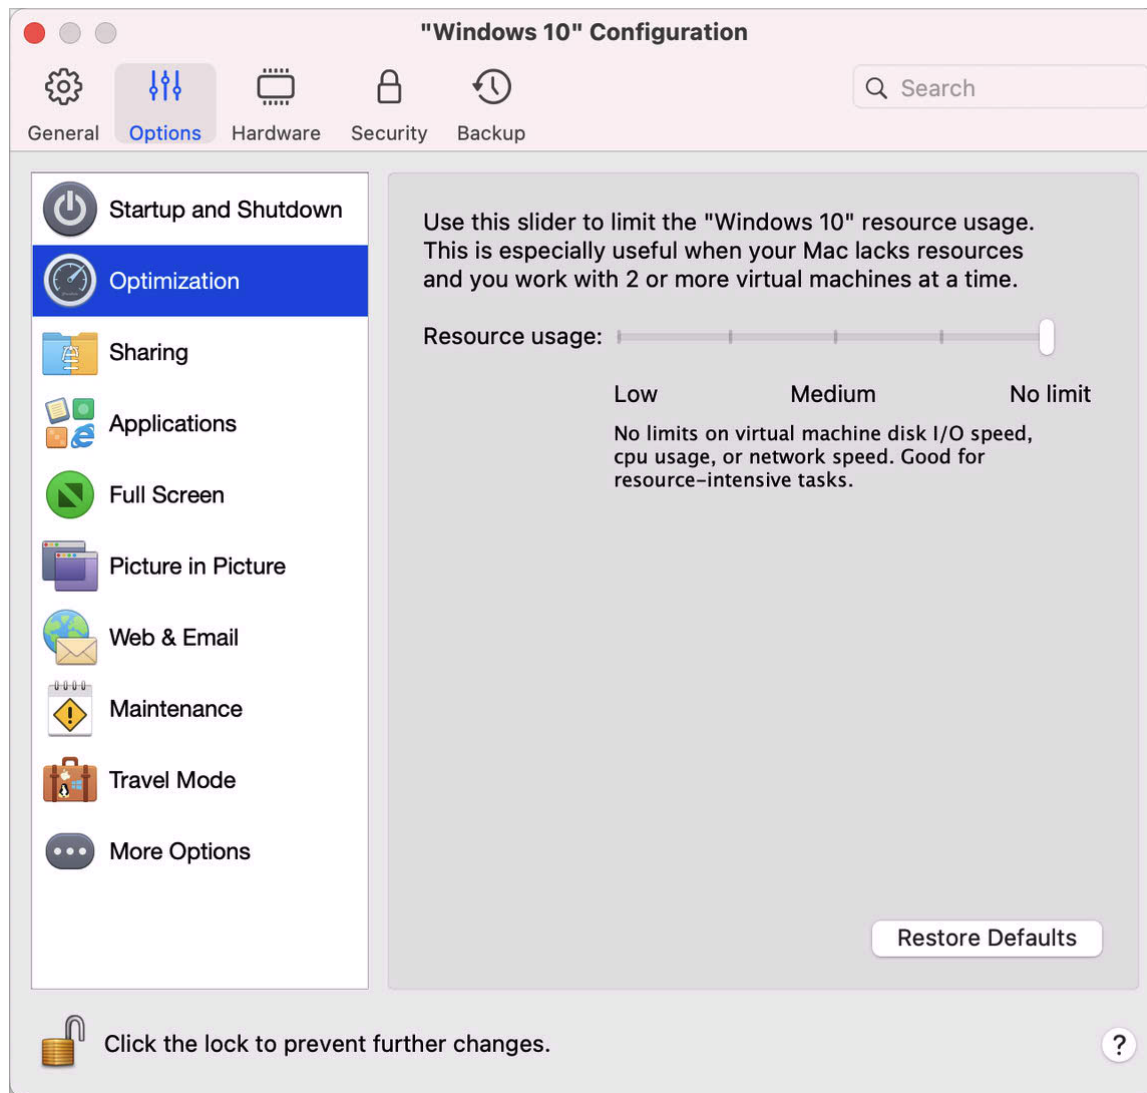 "Windows 10" Configuration
General
Options
Hardware
Security
Backup
Search
Startup and Shutdown
Optimization
Sharing
Applications
Full Screen
Picture in Picture
Web & Email
Maintenance
Travel Mode
More Options
Use this slider to limit the "Windows 10" resource usage.
This is especially useful when your Mac lacks resources
and you work with 2 or more virtual machines at a time.
Resource usage:
Low
Medium
No limit
No limits on virtual machine disk I/O speed,
cpu usage, or network speed. Good for
resource-intensive tasks.
Restore Defaults
Click the lock to prevent further changes.
?